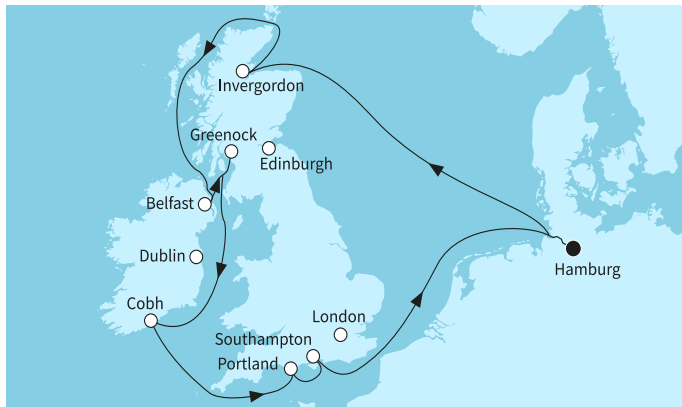 Invergordon
Greenock
Edinburgh
Belfast
Dublin
Hamburg
Cobh
London
Southampton
Portland